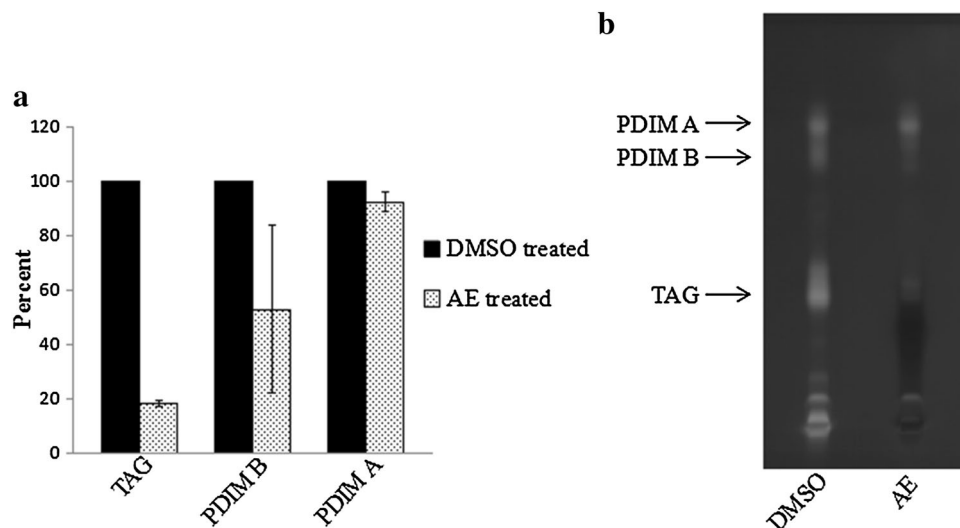 a
120
100
80
60
40
20
0
Percent
TAG
PDIM B
PDIM A
DMSO treated
AE treated
b
PDIM A
PDIM B
TAG
DMSO
AE